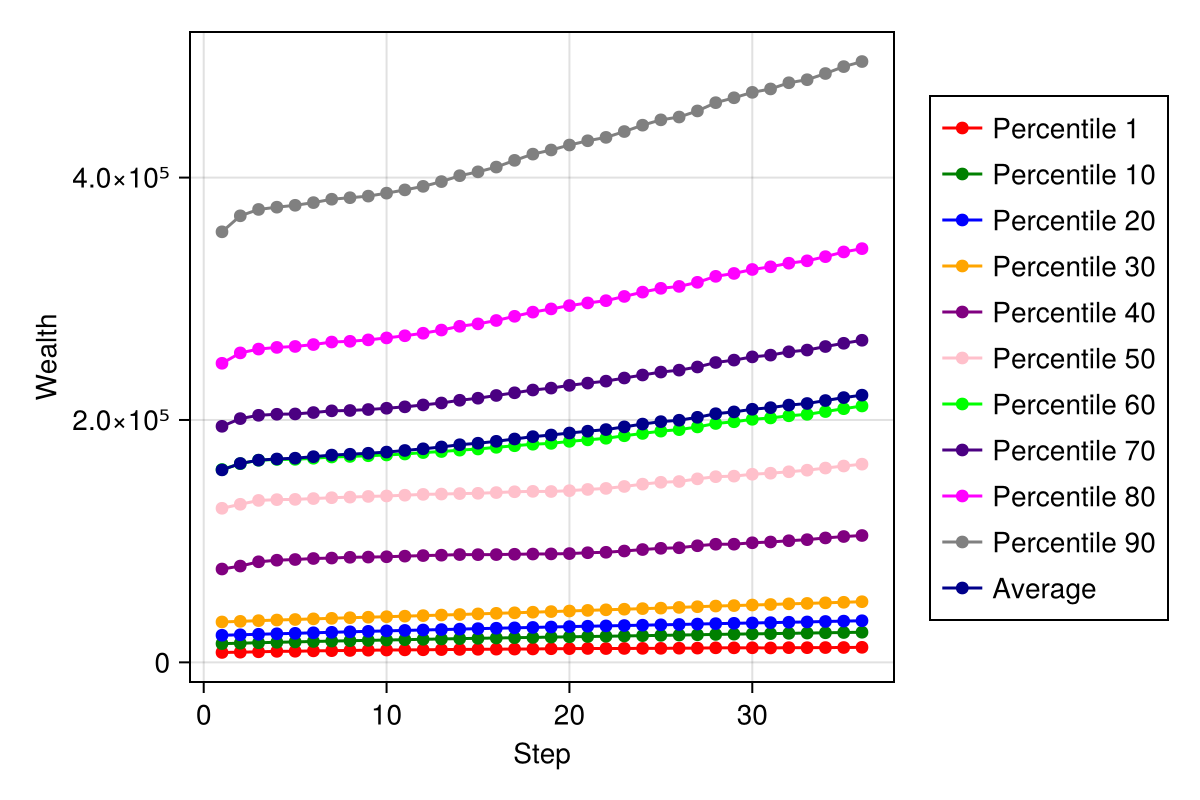 4.0×10⁵
2.0×10⁵
0
Wealth
0 10 20 30
Step
Percentile 1
Percentile 10
Percentile 20
Percentile 30
Percentile 40
Percentile 50
Percentile 60
Percentile 70
Percentile 80
Percentile 90
Average